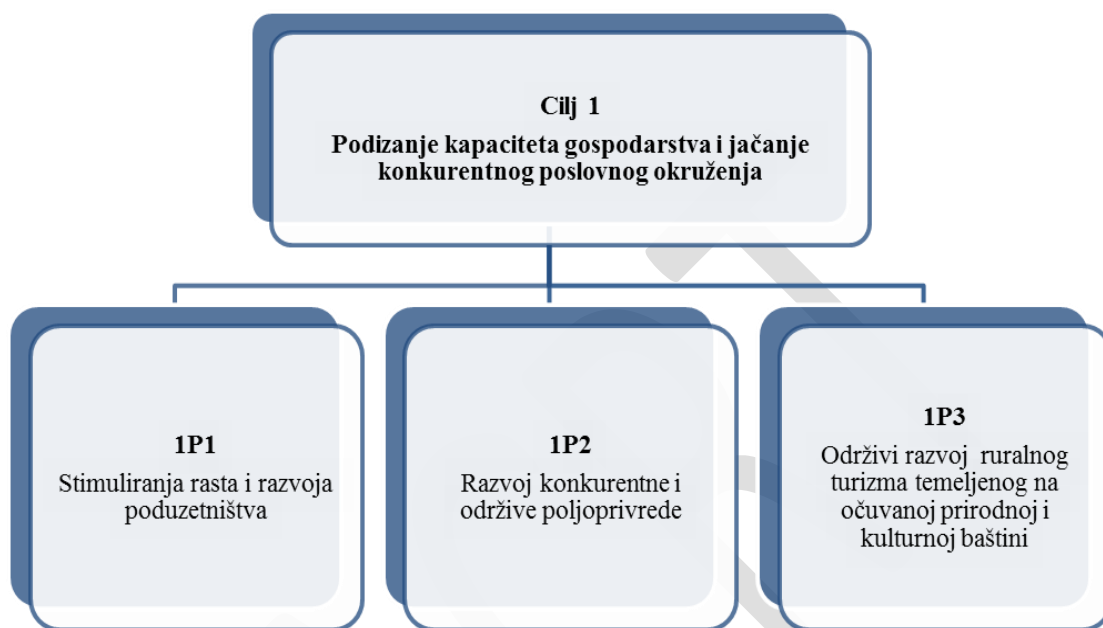 Cilj 1
Podizanje kapaciteta gospodarstva i jačanje
konkurentnog poslovnog okruženja
1P1
Stimuliranja rasta i razvoja
poduzetništva
1P2
Razvoj konkurentne i
održive poljoprivrede
1P3
Održivi razvoj ruralnog
turizma temeljenog na
očuvanoj prirodnoj i
kulturnoj baštini